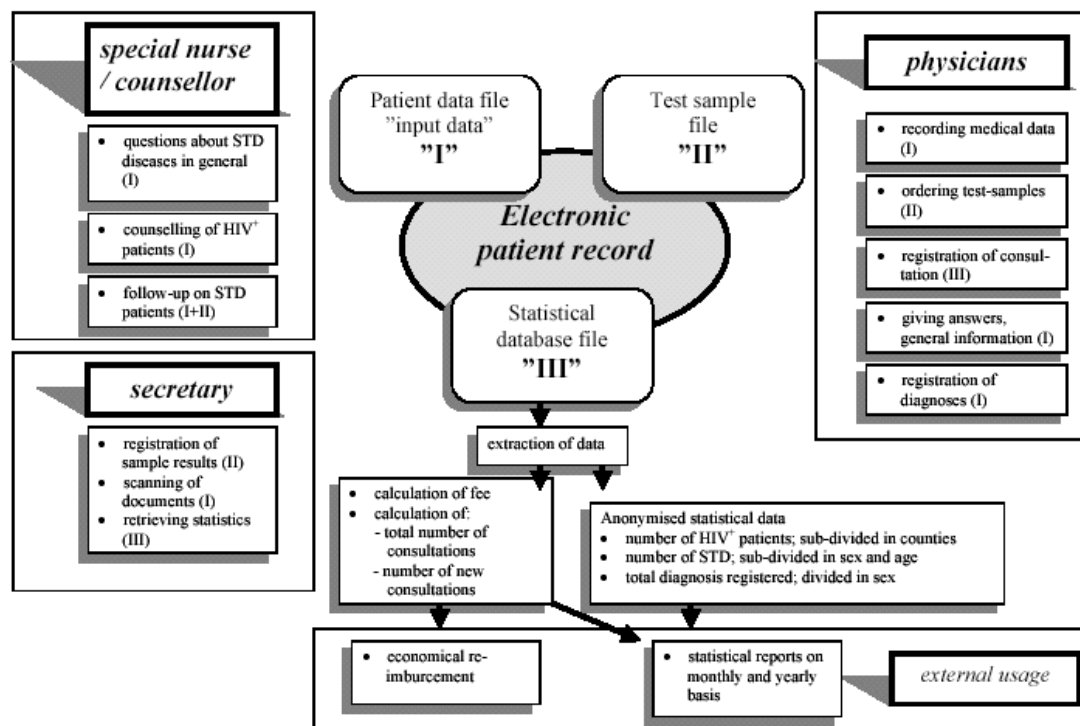 special nurse
/ counsellor
• questions about STD
diseases in general
(I)
• counselling of HIV⁺
patients (I)
• follow-up on STD
patients (I+II)
secretary
• registration of
sample results (II)
• scanning of
documents (I)
• retrieving statistics
(III)
Patient data file
"input data"
"I"
Test sample
file
"II"
Electronic
patient record
Statistical
database file
"III"
extraction of data
• calculation of fee
• calculation of:
- total number of
consultations
- number of new
consultations
Anonymised statistical data
• number of HIV⁺ patients; sub-divided in counties
• number of STD; sub-divided in sex and age
• total diagnosis registered; divided in sex
• economical re-
imburcement
• statistical reports on
monthly and yearly
basis
external usage
physicians
• recording medical data
(I)
• ordering test-samples
(II)
• registration of consul-
tation (III)
• giving answers,
general information (I)
• registration of
diagnoses (I)